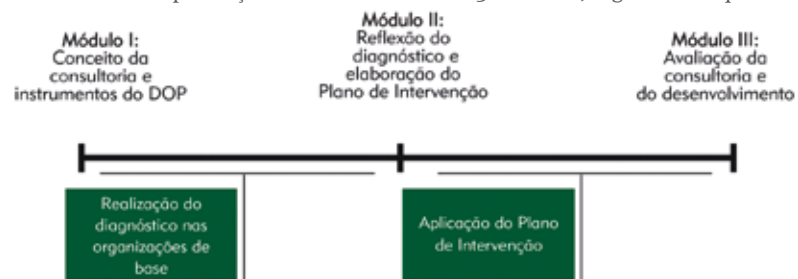 Módulo I:
Conceito da
consultoria e
instrumentos do DOP
Módulo II:
Reflexão do
diagnóstico e
elaboração do
Plano de Intervenção
Módulo III:
Avaliação da
consultoria e
do desenvolvimento
Realização do
diagnóstico nas
organizações de
base
Aplicação do Plano
de Intervenção